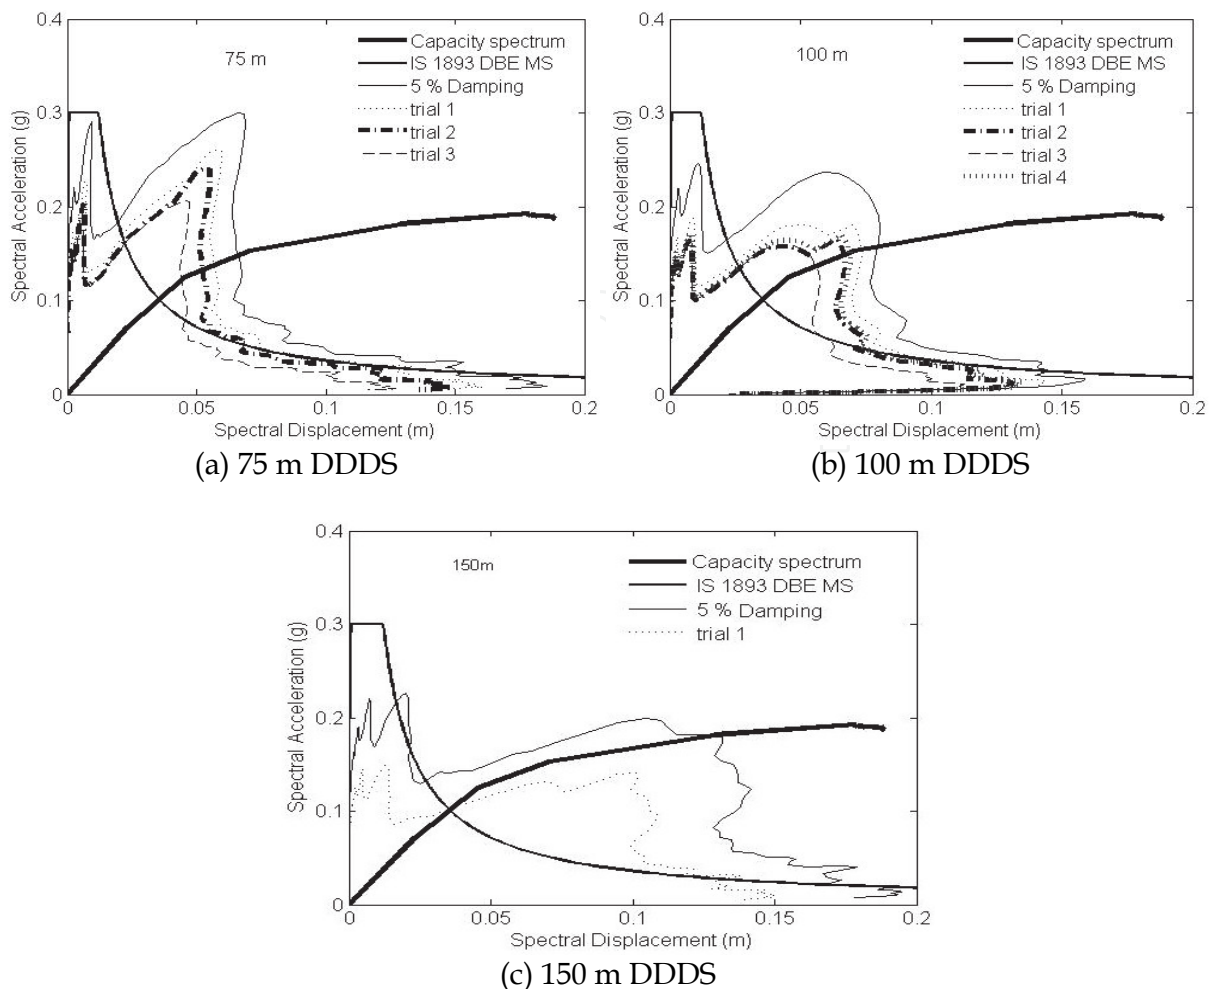 0.4
0.3
0.2
0.1
0
Spectral Acceleration (g)
75 m
Capacity spectrum
IS 1893 DBE MS
5 % Damping
trial 1
trial 2
trial 3
0 0.05 0.1 0.15 0.2
Spectral Displacement (m)
(a) 75 m DDDS
0.4
0.3
0.2
0.1
0
Spectral Acceleration (g)
100 m
Capacity spectrum
IS 1893 DBE MS
5 % Damping
trial 1
trial 2
trial 3
trial 4
0 0.05 0.1 0.15 0.2
Spectral Displacement (m)
(b) 100 m DDDS
0.4
0.3
0.2
0.1
0
Spectral Acceleration (g)
150m
Capacity spectrum
IS 1893 DBE MS
5 % Damping
trial 1
0 0.05 0.1 0.15 0.2
Spectral Displacement (m)
(c) 150 m DDDS